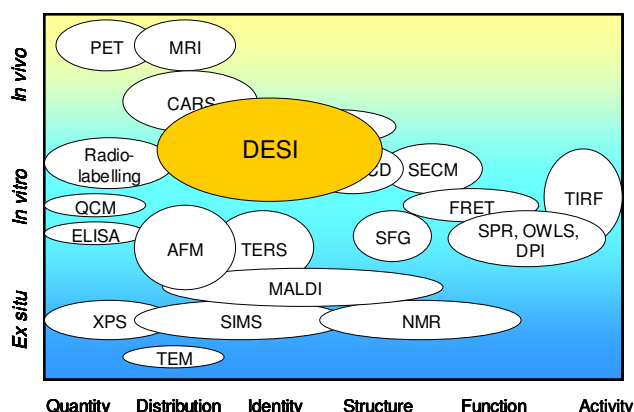 In vivo
In vitro
Ex situ
PET
MRI
CARS
DESI
Radio-
labelling
CD
SECM
QCM
FRET
TIRF
ELISA
AFM
TERS
SFG
SPR, OWLS,
DPI
MALDI
XPS
SIMS
NMR
TEM
Quantity Distribution Identity Structure Function Activity